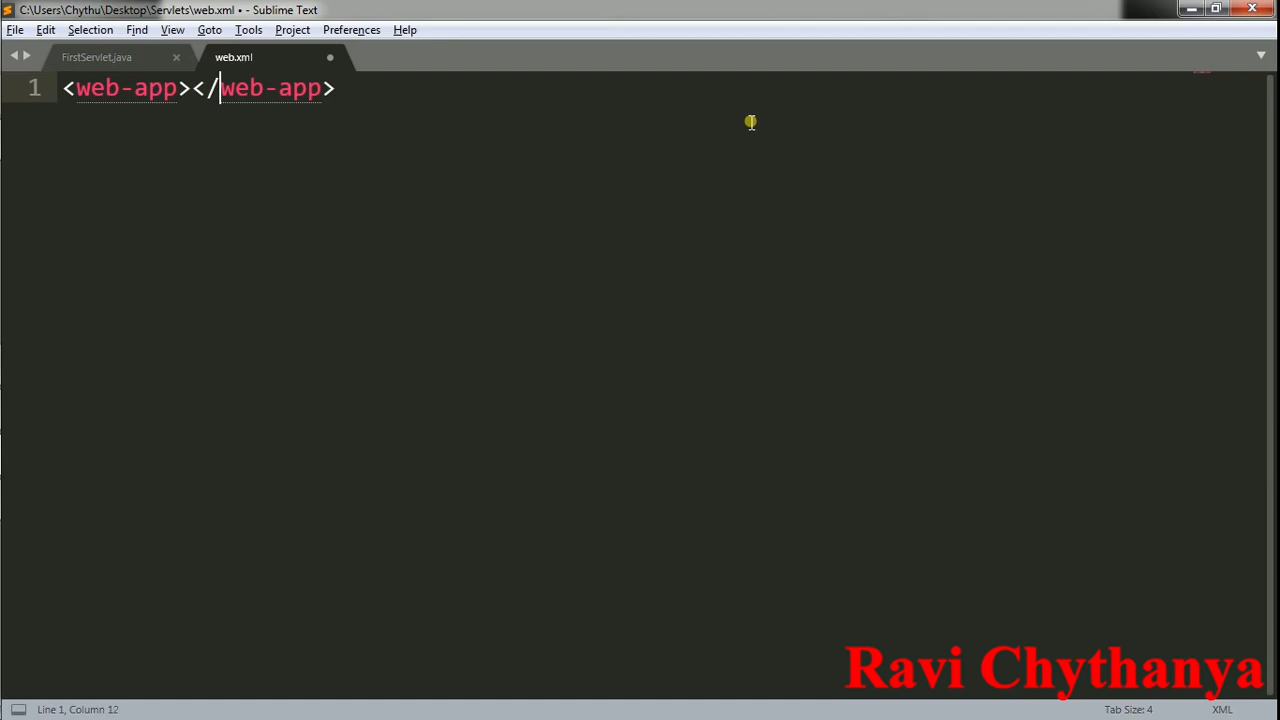 C:\Users\Chythu\Desktop\Servlets\web.xml • - Sublime Text
File Edit Selection Find View Goto Tools Project Preferences Help
FirstServlet.java web.xml
1 <web-app></web-app>
Ravi Chythanya
Line 1, Column 12 Tab Size: 4 XML